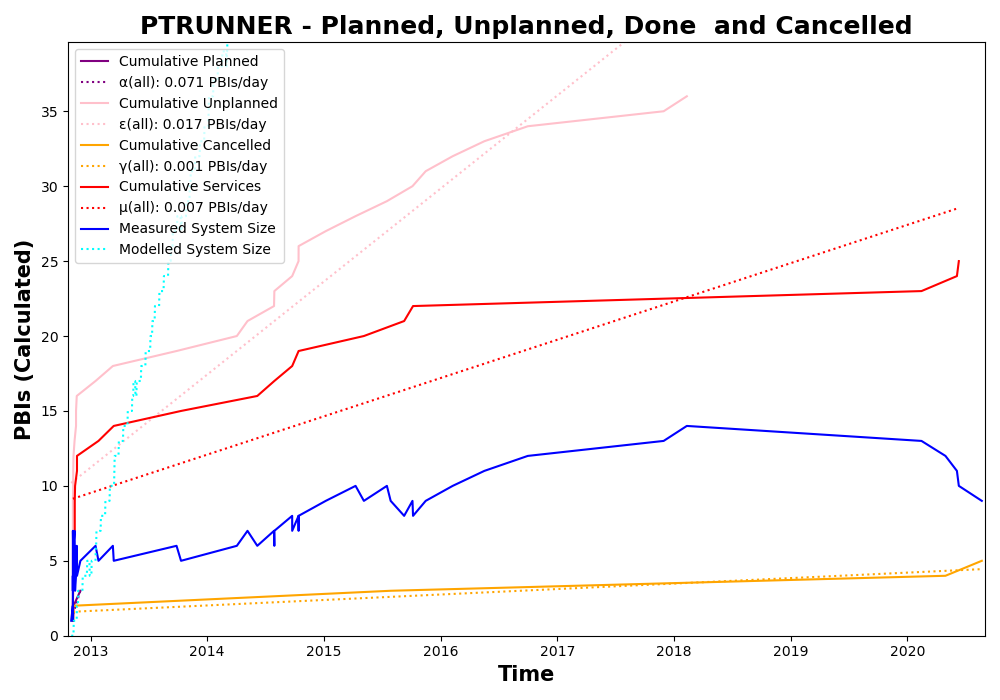 PTRUNNER - Planned, Unplanned, Done and Cancelled
Cumulative Planned
α(all): 0.071 PBIs/day
Cumulative Unplanned
ε(all): 0.017 PBIs/day
Cumulative Cancelled
γ(all): 0.001 PBIs/day
Cumulative Services
μ(all): 0.007 PBIs/day
Measured System Size
Modelled System Size
PBIs (Calculated)
35
30
25
20
15
10
5
0
2013 2014 2015 2016 2017 2018 2019 2020
Time